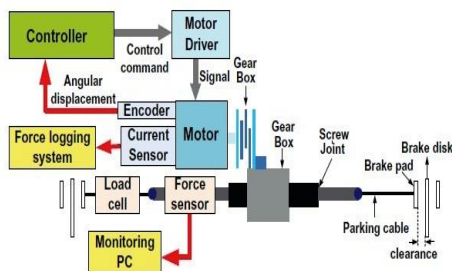 Controller
Control
command
Motor
Driver
Angular
displacement
Signal
Gear
Box
Encoder
Motor
Current
Sensor
Force logging
system
Gear
Box
Screw
Joint
Brake disk
Brake pad
Load
cell
Force
sensor
Parking cable
clearance
Monitoring
PC